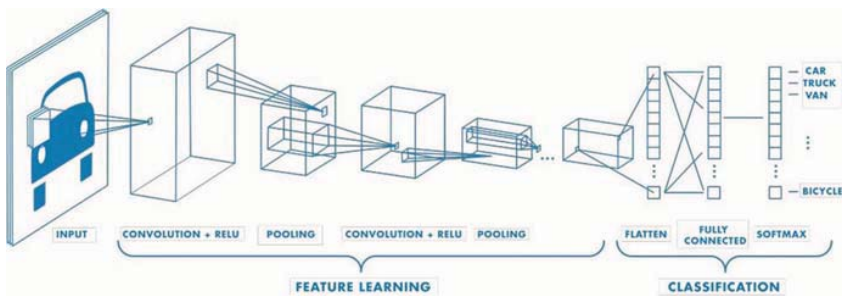 CAR
TRUCK
VAN
BICYCLE
INPUT
CONVOLUTION + RELU
POOLING
CONVOLUTION + RELU
POOLING
FLATTEN
FULLY
CONNECTED
SOFTMAX
FEATURE LEARNING
CLASSIFICATION